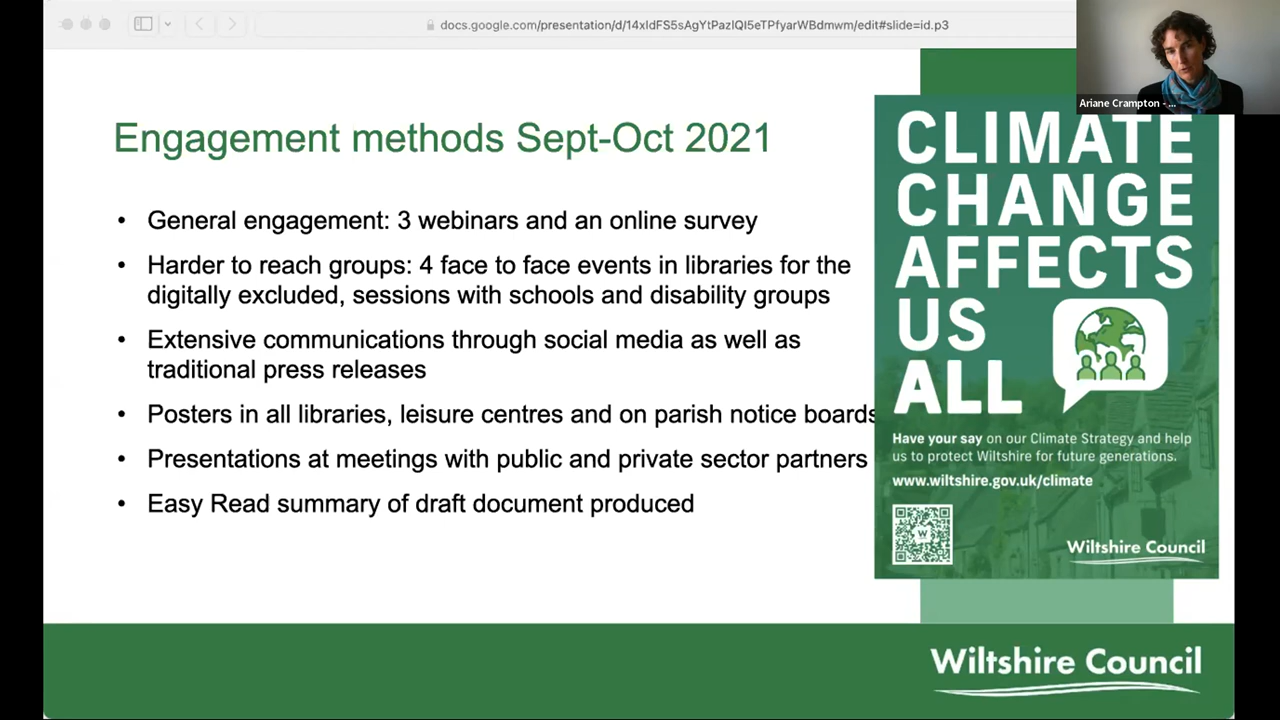 docs.google.com/presentation/d/14xIdFS5sAgYtPazIQI5eTPfyarWBdmwm/edit#slide=id.p3
Ariane Crampton - ...
Engagement methods Sept-Oct 2021
• General engagement: 3 webinars and an online survey
• Harder to reach groups: 4 face to face events in libraries for the
digitally excluded, sessions with schools and disability groups
• Extensive communications through social media as well as
traditional press releases
• Posters in all libraries, leisure centres and on parish notice boards
• Presentations at meetings with public and private sector partners
• Easy Read summary of draft document produced
CLIMATE
CHANGE
AFFECTS
US
ALL
Have your say on our Climate Strategy and help
us to protect Wiltshire for future generations.
www.wiltshire.gov.uk/climate
W
Wiltshire Council
Wiltshire Council